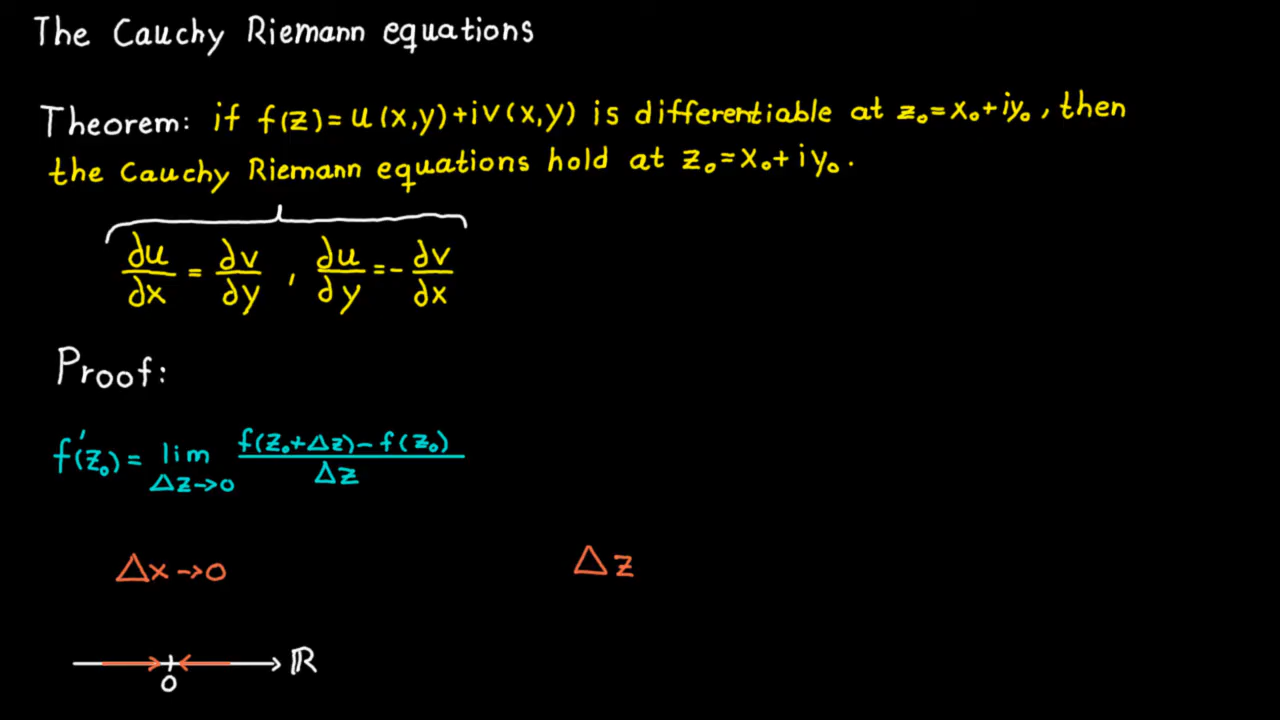 The Cauchy Riemann equations
Theorem: if f(z)=u(x,y)+iv(x,y) is differentiable at z₀=x₀+iy₀, then
the Cauchy Riemann equations hold at z₀=x₀+iy₀.
∂u/∂x = ∂v/∂y , ∂u/∂y = - ∂v/∂x
Proof:
f'(z₀) = lim Δz→0 (f(z₀+Δz)-f(z₀))/Δz
Δx→0 Δz
ℝ
0